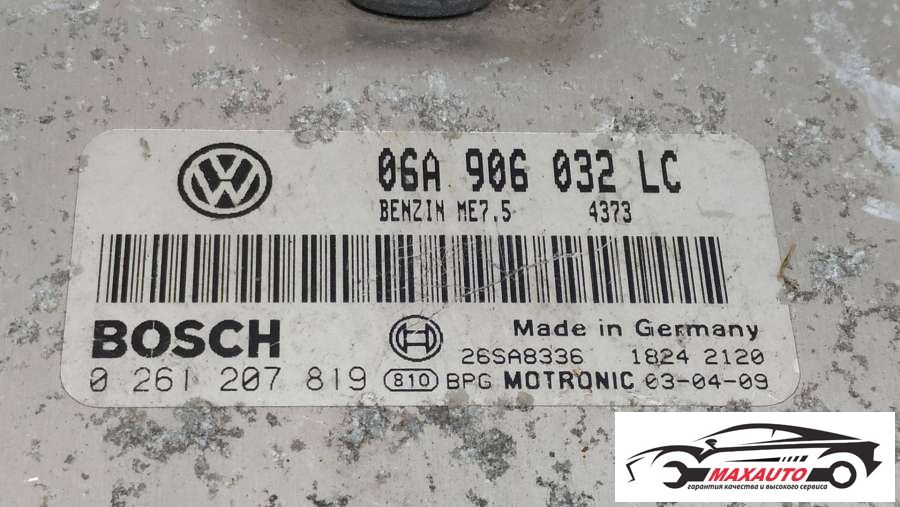 06A 906 032 LC
BENZIN ME7.5 4373
BOSCH
Made in Germany
26SA8336 1824 2120
0 261 207 819 810 BPG MOTRONIC 03-04-09
MAXAUTO
гарантия качества и высокого сервиса